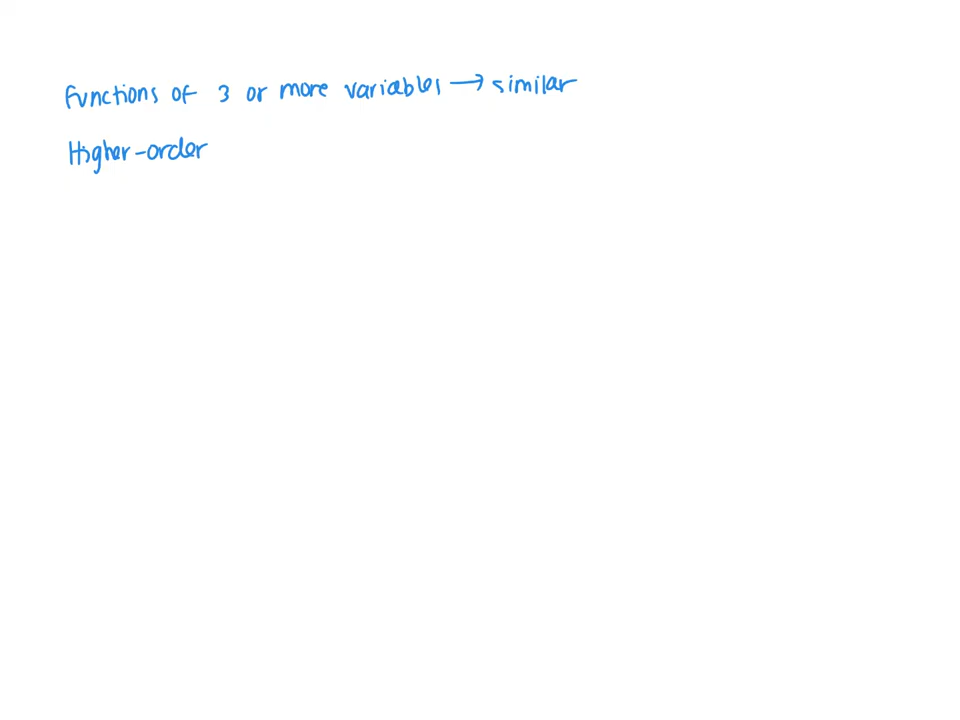 Functions of 3 or more variables → similar
Higher-order